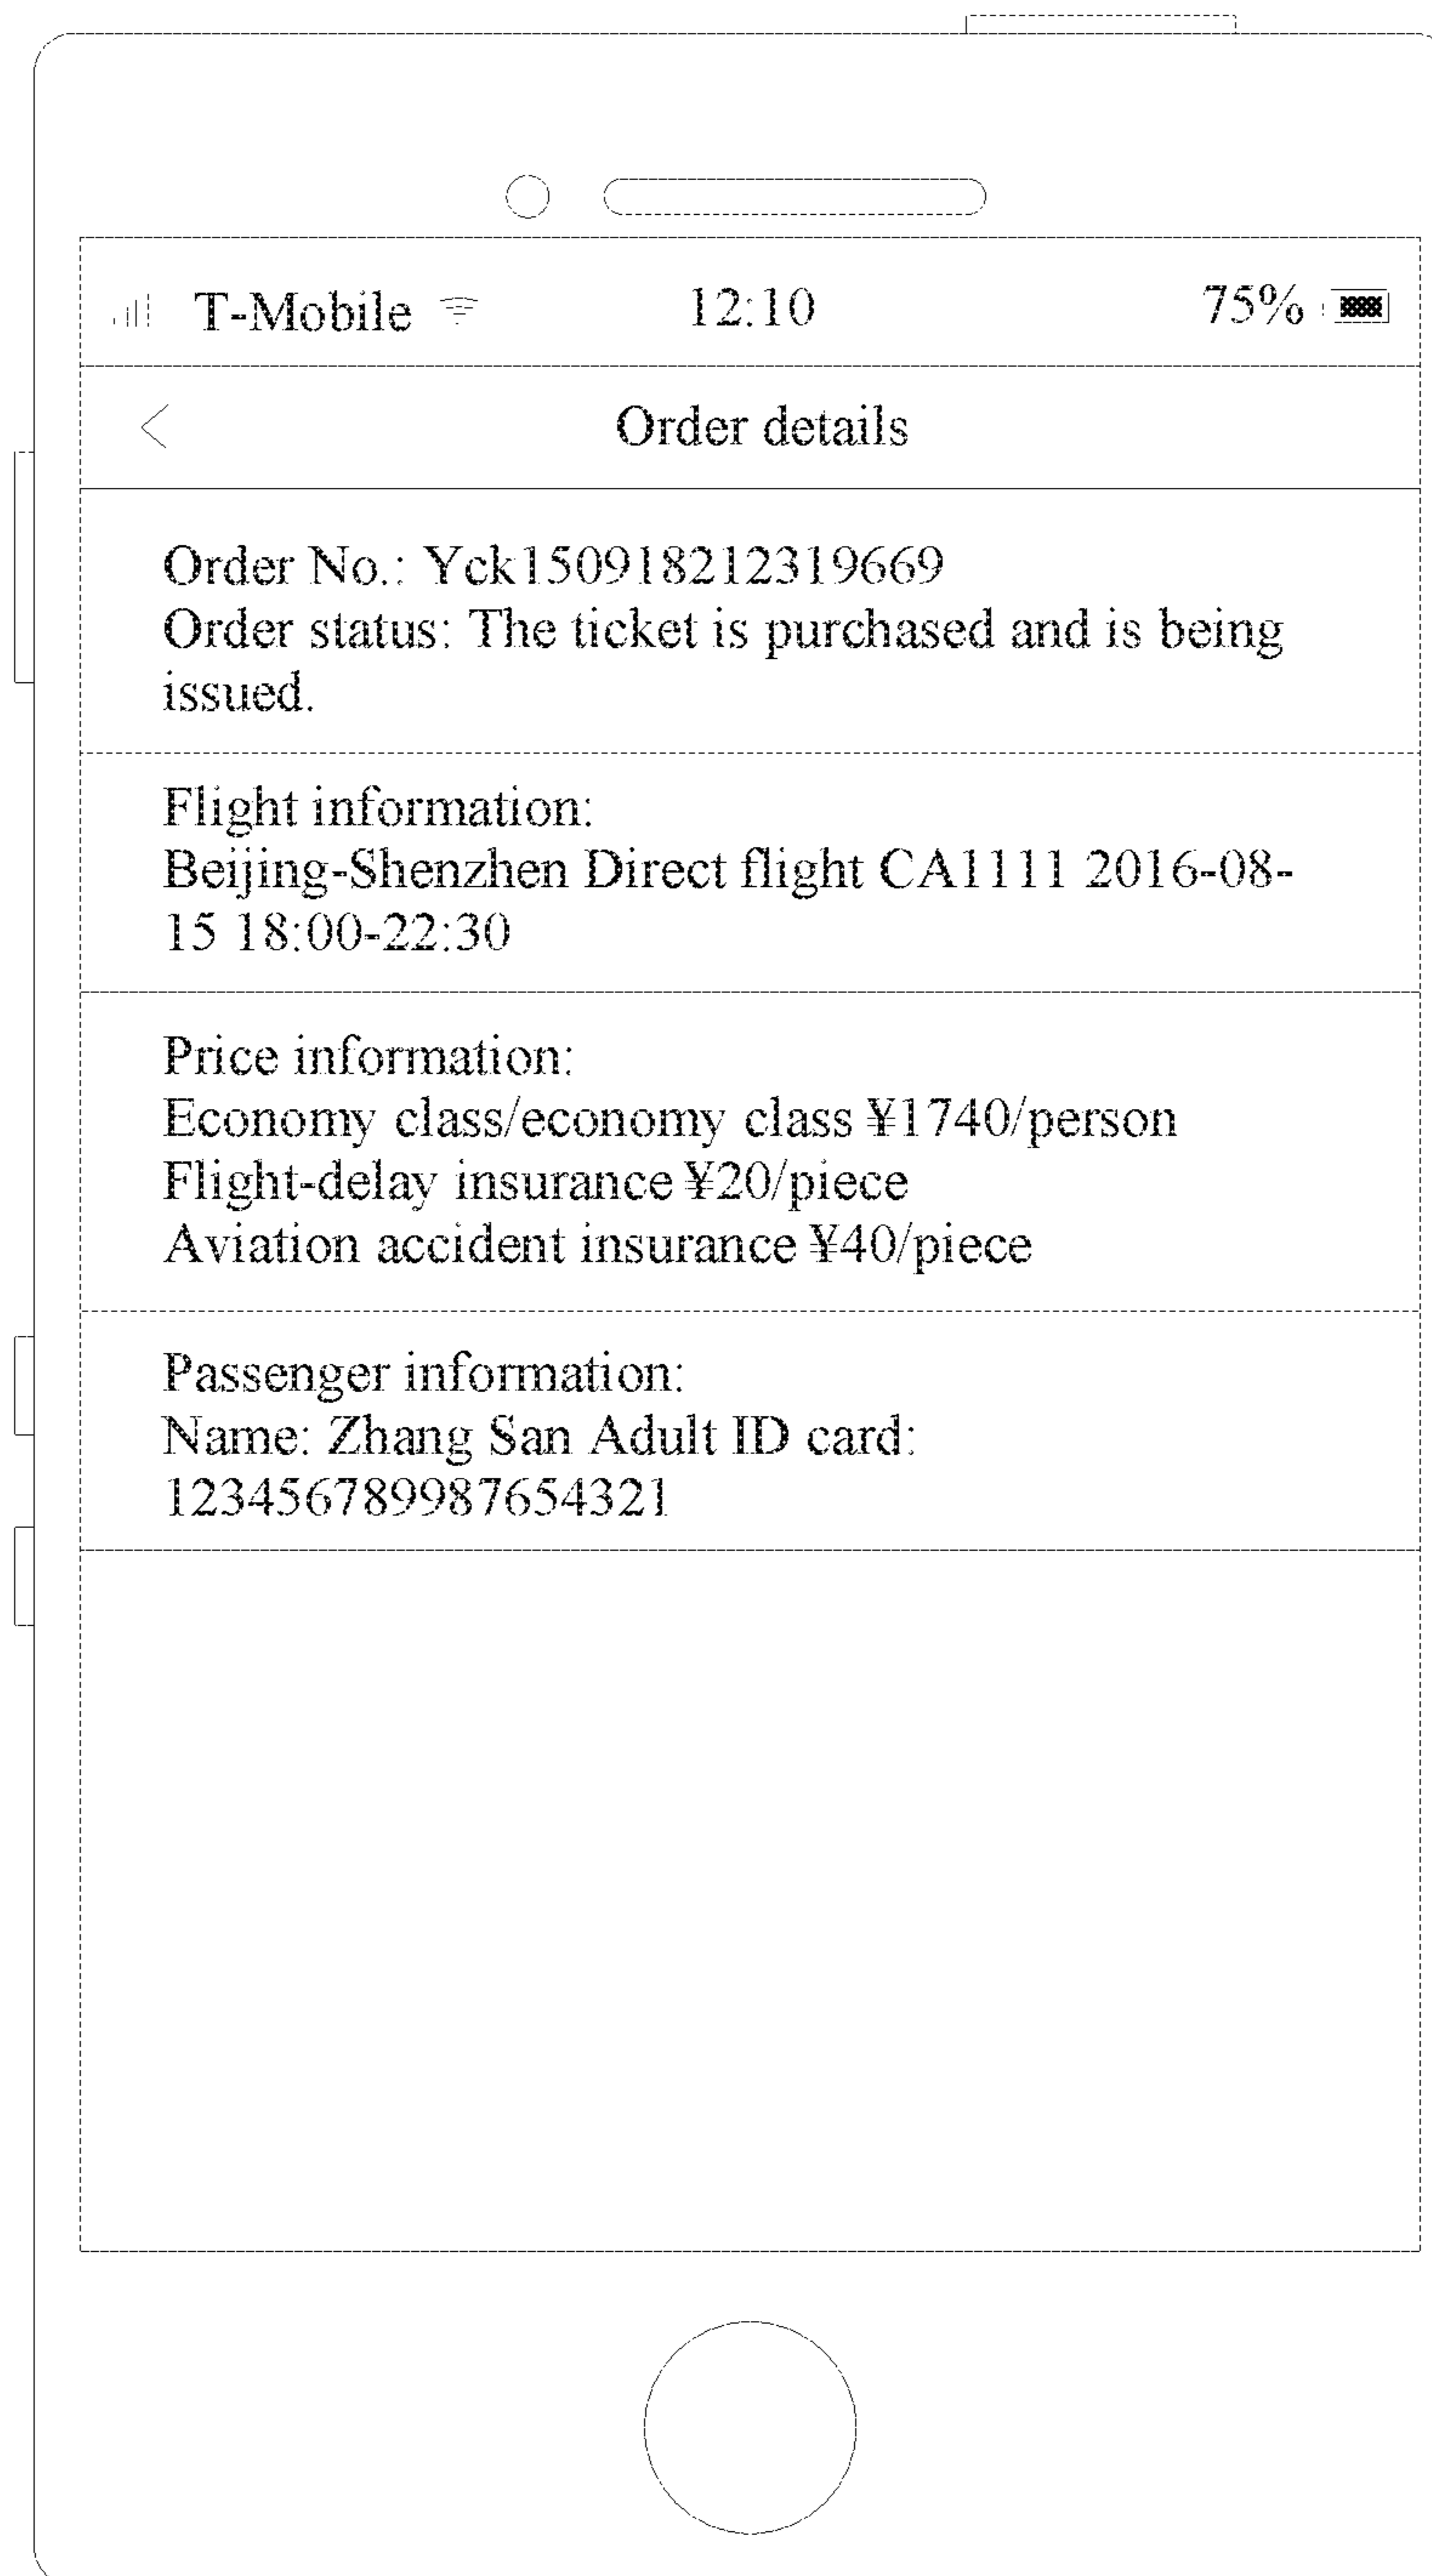 T-Mobile 12:10 75%
Order details
Order No.: Yck150918212319669
Order status: The ticket is purchased and is being
issued.
Flight information:
Beijing-Shenzhen Direct flight CA1111 2016-08-
15 18:00-22:30
Price information:
Economy class/economy class ¥1740/person
Flight-delay insurance ¥20/piece
Aviation accident insurance ¥40/piece
Passenger information:
Name: Zhang San Adult ID card:
123456789987654321